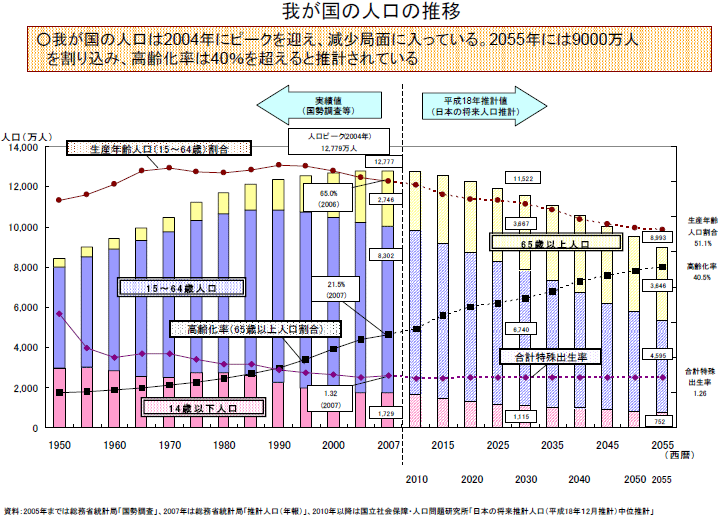 我が国の人口の推移
○我が国の人口は2004年にピークを迎え、減少局面に入っている。2055年には9000万人
を割り込み、高齢化率は40%を超えると推計されている
実績値
(国勢調査等)
平成18年推計値
(日本の将来人口推計)
人口(万人)
人口ピーク(2004年)
12,779万人
生産年齢人口(15~64歳)割合
14,000
12,000
10,000
8,000
6,000
4,000
2,000
0
12,777
11,522
65.0%
(2006)
2,746
3,667
65歳以上人口
8,993
生産年齢
人口割合
51.1%
8,302
高齢化率
40.5%
15~64歳人口
21.5%
(2007)
3,646
高齢化率(65歳以上人口割合)
6,740
合計特殊出生率
4,595
合計特殊
出生率
1.26
14歳以下人口
1.32
(2007)
1,729
1,115
752
1950
1960
1970
1980
1990
2000
2007
2015
2025
2035
2045
2055
(西暦)
2010
2020
2030
2040
2050
2055
資料:2005年までは総務省統計局「国勢調査」、2007年は総務省統計局「推計人口(年報)」、2010年以降は国立社会保障・人口問題研究所「日本の将来推計人口(平成18年12月推計)中位推計」